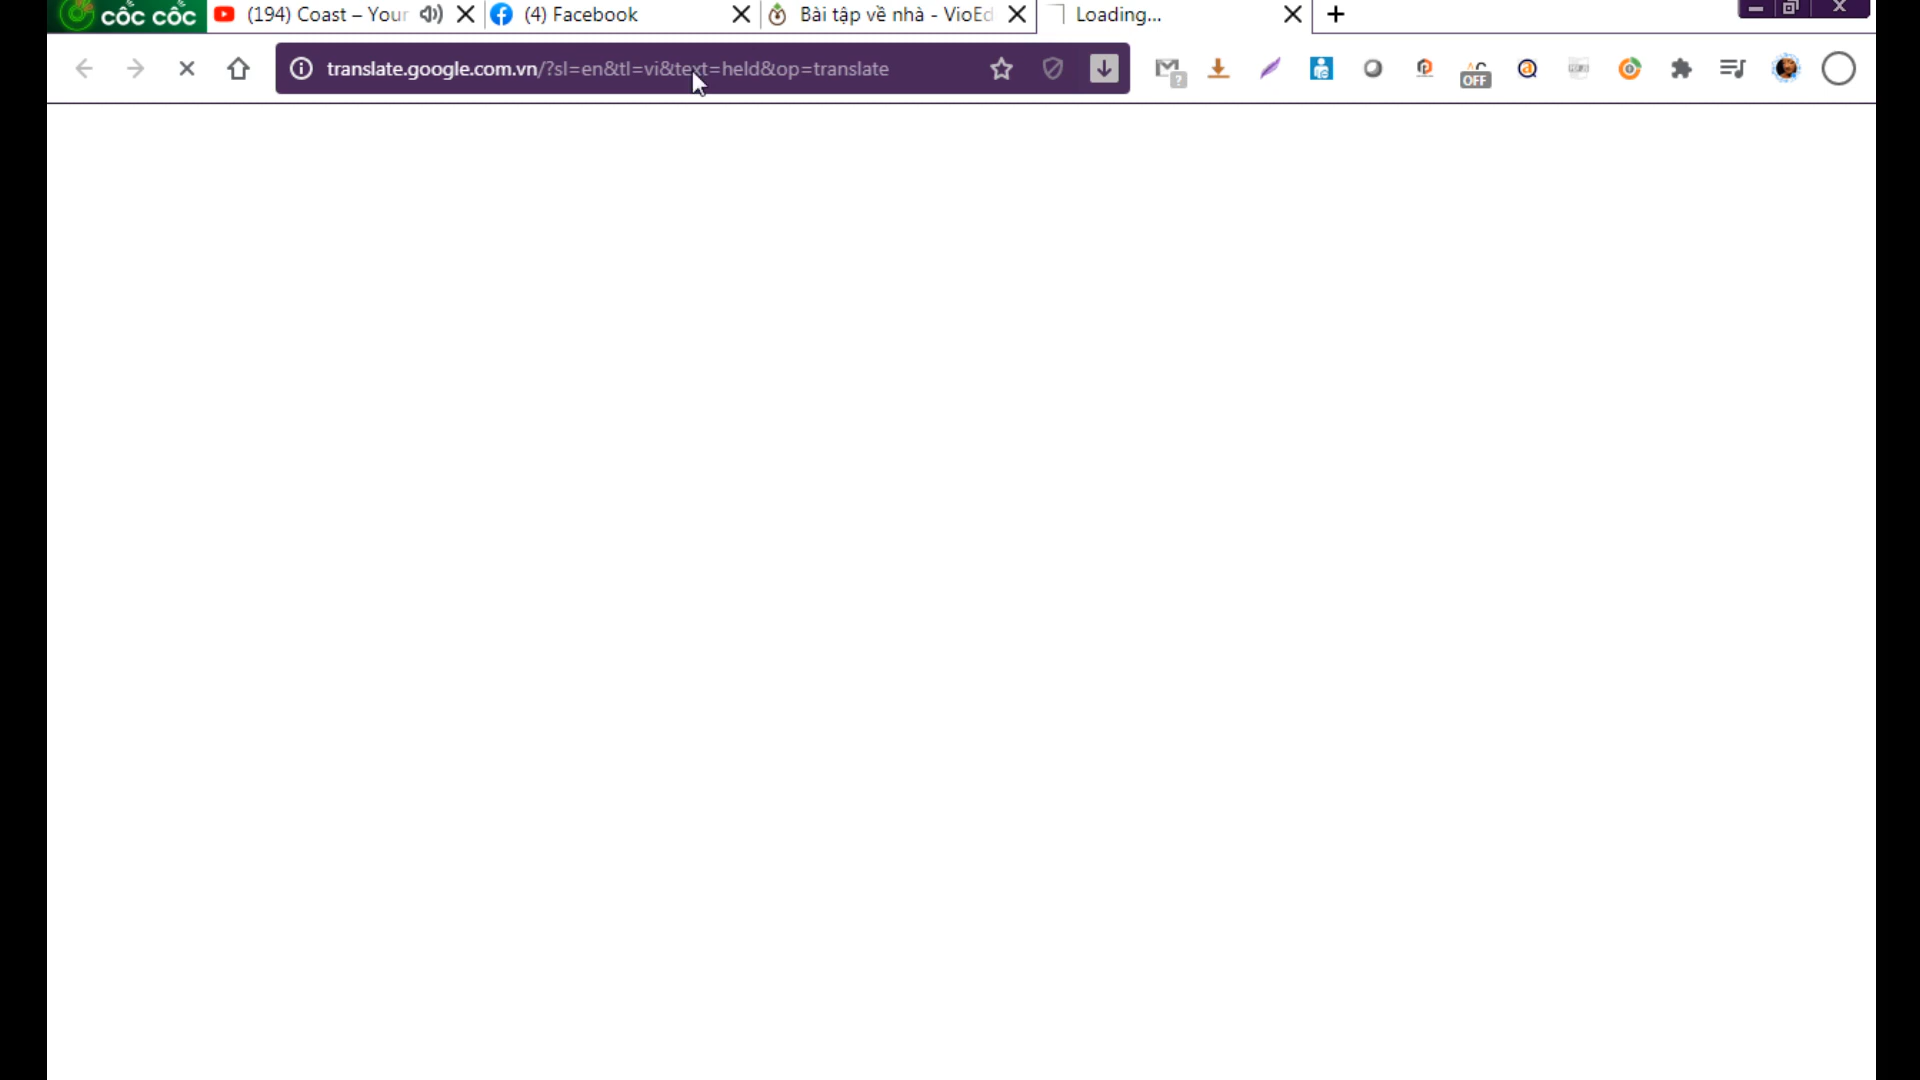 cốc cốc (194) Coast – Your (4) Facebook Bài tập về nhà - VioEd Loading...
translate.google.com.vn/?sl=en&tl=vi&text=held&op=translate
OFF